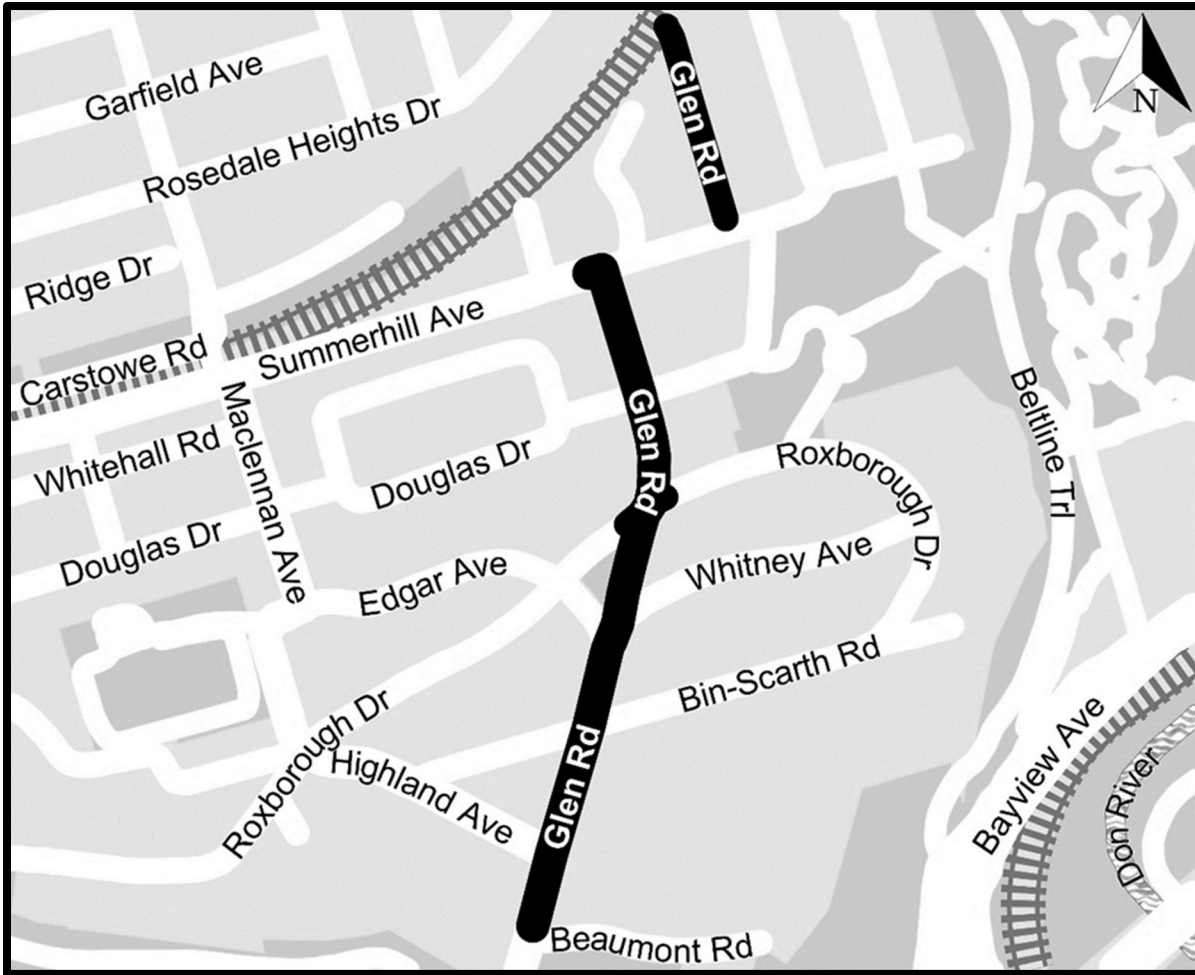 Garfield Ave
Glen Rd
N
Rosedale Heights Dr
Ridge Dr
Carstowe Rd
Summerhill Ave
Beltline Trl
Glen Rd
Maclennan Ave
Whitehall Rd
Douglas Dr
Roxborough Dr
Douglas Dr
Edgar Ave
Whitney Ave
Bin-Scarth Rd
Roxborough Dr
Highland Ave
Glen Rd
Bayview Ave
Don River
Beaumont Rd